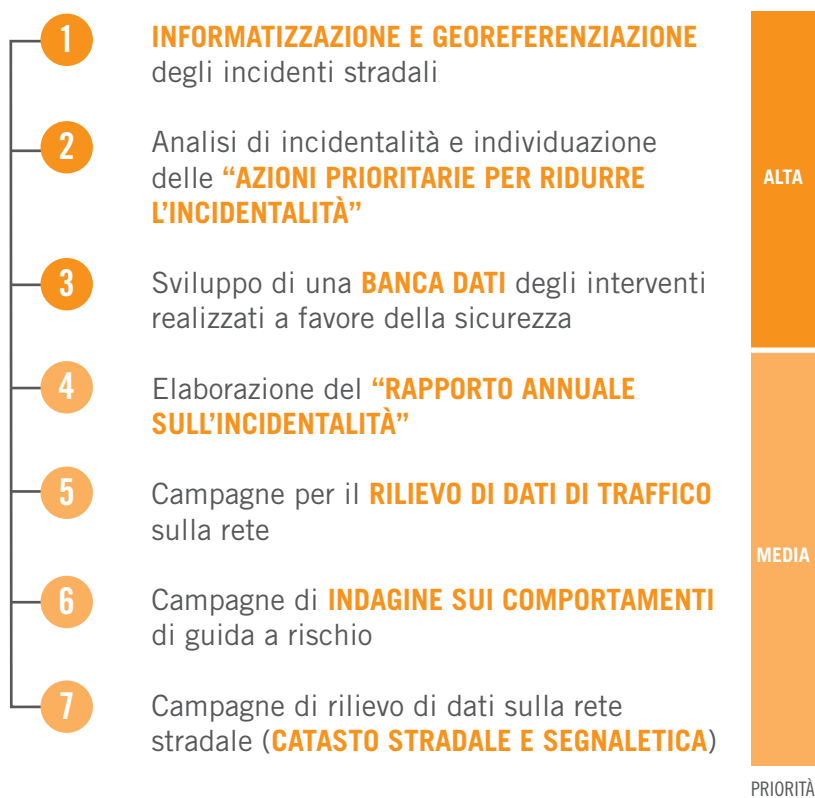 1
INFORMATIZZAZIONE E GEOREFERENZIAZIONE
degli incidenti stradali
2
Analisi di incidentalità e individuazione
delle “AZIONI PRIORITARIE PER RIDURRE
L’INCIDENTALITÀ”
3
Sviluppo di una BANCA DATI degli interventi
realizzati a favore della sicurezza
ALTA
4
Elaborazione del “RAPPORTO ANNUALE
SULL’INCIDENTALITÀ”
5
Campagne per il RILIEVO DI DATI DI TRAFFICO
sulla rete
6
Campagne di INDAGINE SUI COMPORTAMENTI
di guida a rischio
7
Campagne di rilievo di dati sulla rete
stradale (CATASTO STRADALE E SEGNALETICA)
MEDIA
PRIORITÀ